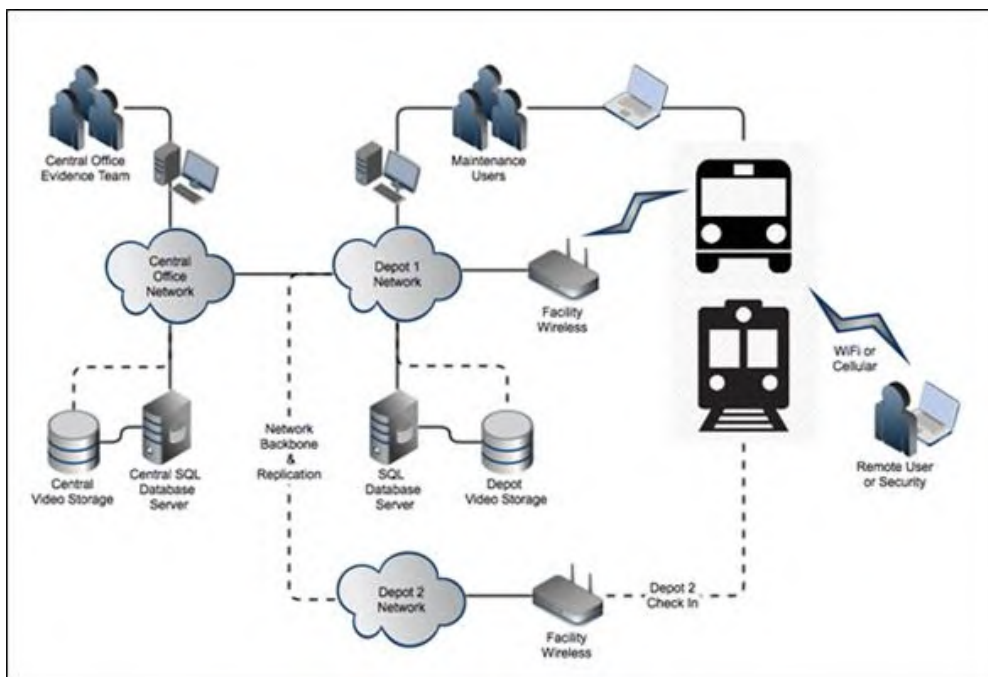 Central Office
Evidence Team
Maintenance
Users
Central
Office
Network
Depot 1
Network
Facility
Wireless
WiFi or
Cellular
Network
Backbone
&
Replication
Central
Video Storage
Central SQL
Database
Server
SQL
Database
Server
Depot
Video Storage
Remote User
or Security
Depot 2
Network
Facility
Wireless
Depot 2
Check In